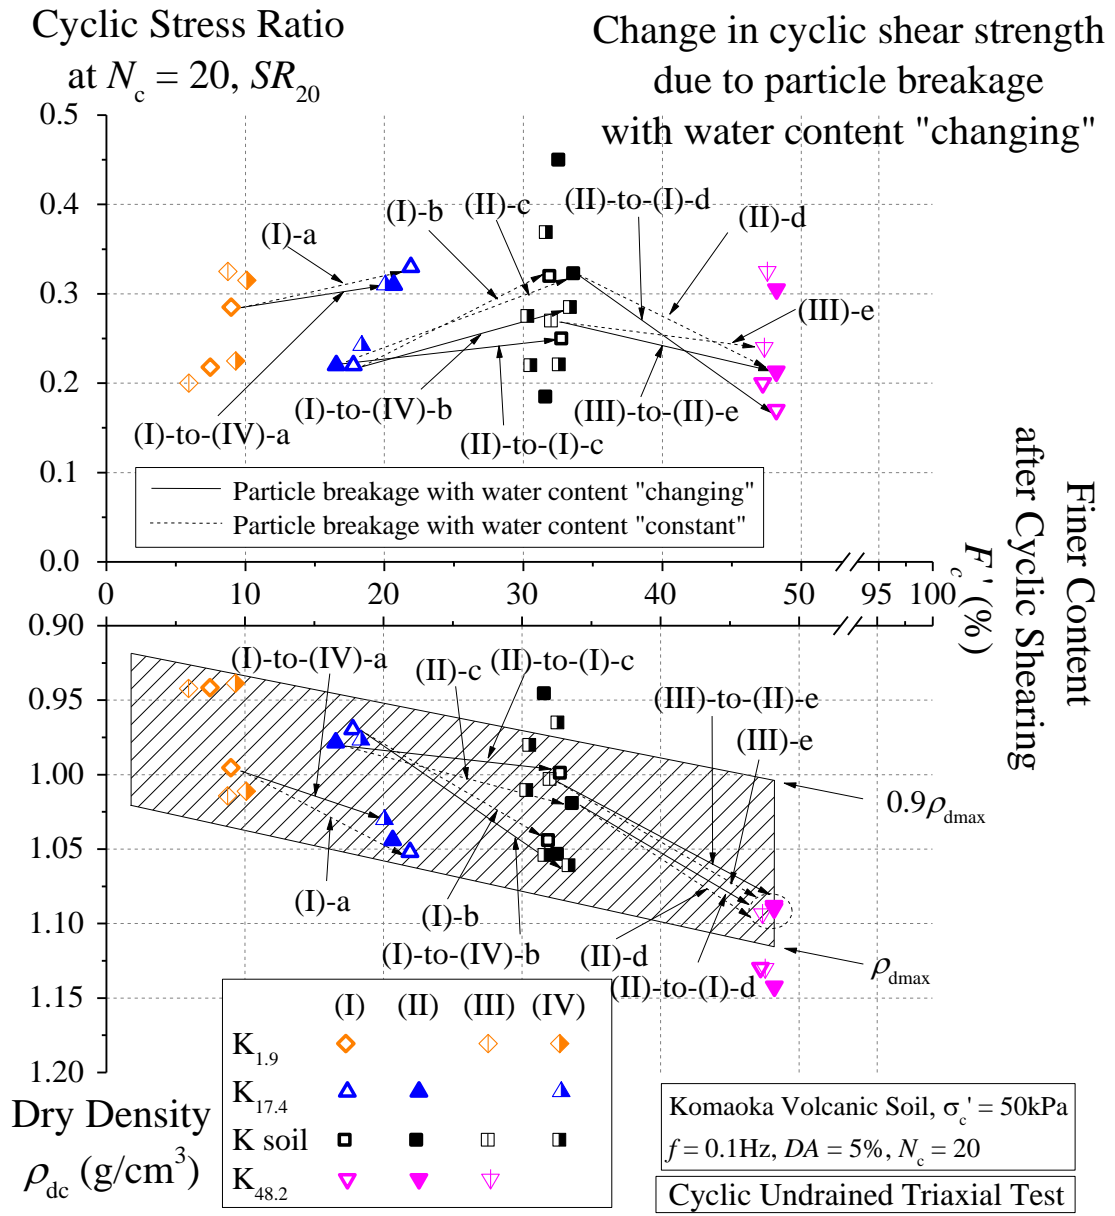 Cyclic Stress Ratio
at Nc = 20, SR20
Change in cyclic shear strength
due to particle breakage
with water content "changing"
0.5
0.4
0.3
0.2
0.1
0.0
(I)-a
(I)-b
(II)-c
(II)-to-(I)-d
(II)-d
(III)-e
(I)-to-(IV)-a
(I)-to-(IV)-b
(II)-to-(I)-c
(III)-to-(II)-e
Particle breakage with water content "changing"
Particle breakage with water content "constant"
0 10 20 30 40 50 95 100
Finer Content
after Cyclic Shearing
Fc' (%)
0.90
0.95
1.00
1.05
1.10
1.15
1.20
(I)-to-(IV)-a
(II)-c
(II)-to-(I)-c
(III)-to-(II)-e
(III)-e
0.9ρdmax
(I)-a
(I)-b
(I)-to-(IV)-b
(II)-d
(II)-to-(I)-d
ρdmax
(I) (II) (III) (IV)
K1.9
K17.4
K soil
K48.2
Dry Density
ρdc (g/cm3)
Komaoka Volcanic Soil, σc' = 50kPa
f = 0.1Hz, DA = 5%, Nc = 20
Cyclic Undrained Triaxial Test